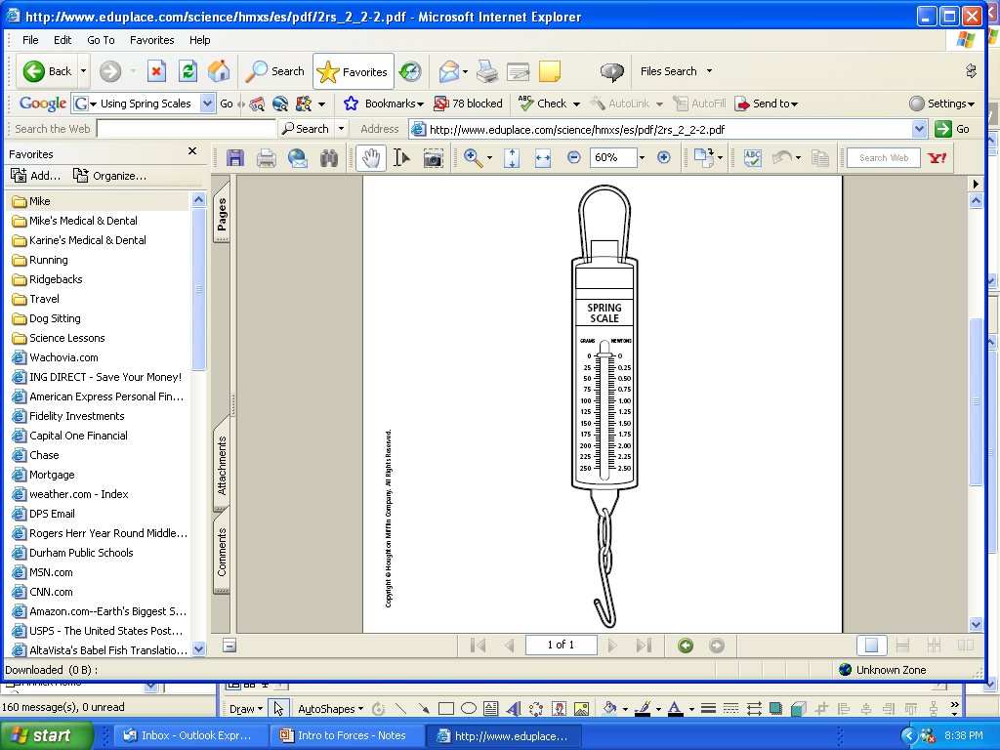 http://www.eduplace.com/science/hmxs/es/pdf/2rs_2_2-2.pdf - Microsoft Internet Explorer
File Edit Go To Favorites Help
Back Search Favorites Files Search
Google G Using Spring Scales Go Bookmarks 78 blocked ABC Check AutoLink AutoFill Send to Settings
Search the Web Search Address http://www.eduplace.com/science/hmxs/es/pdf/2rs_2_2-2.pdf Go
Favorites
Add... Organize...
60% ABC Search Web Y!
Mike
Mike's Medical & Dental
Karine's Medical & Dental
Running
Ridgebacks
Travel
Dog Sitting
Science Lessons
Wachovia.com
ING DIRECT - Save Your Money!
American Express Personal Fin...
Fidelity Investments
Capital One Financial
Chase
Mortgage
weather.com - Index
DPS Email
Rogers Herr Year Round Middle...
Durham Public Schools
MSN.com
CNN.com
Amazon.com--Earth's Biggest S...
USPS - The United States Post...
AltaVista's Babel Fish Translatio...
Pages
Attachments
Comments
SPRING
SCALE
GRAMS NEWTONS
0 0
25 0.25
50 0.50
75 0.75
100 1.00
125 1.25
150 1.50
175 1.75
200 2.00
225 2.25
250 2.50
Copyright © Houghton Mifflin Company. All Rights Reserved.
1 of 1
Downloaded (0 B) : Unknown Zone
160 message(s), 0 unread
Draw AutoShapes
start Inbox - Outlook Expr... Intro to Forces - Notes http://www.eduplace... 8:38 PM